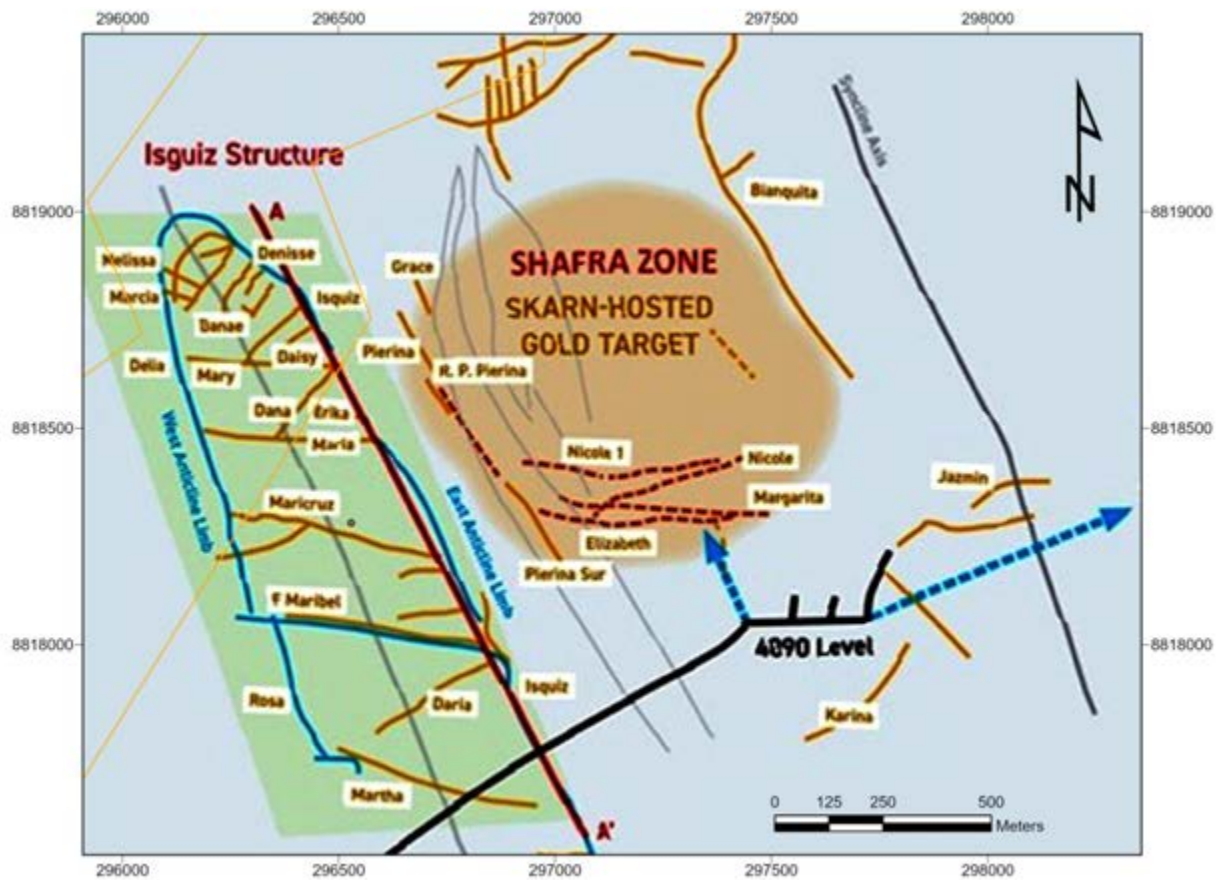 296000
296500
297000
297500
298000
Syncline Axis
Isguiz Structure
Bianquita
8819000
8819000
A
Denisse
Melissa
SHAFRA ZONE
Grace
Marcia
Isquiz
SKARN-HOSTED
Danae
GOLD TARGET
Pierina
Daisy
Delia
Mary
R. P. Pierina
Dana
Erika
8818500
8818500
Maria
Nicole 1
Nicole
West Anticline Limb
Jazmin
Maricruz
Margarita
East Anticline Limb
Elizabeth
Pierina Sur
F Maribel
8818000
8818000
4090 Level
Isquiz
Rosa
Daria
Karina
Martha
0
125
250
500
Meters
A'
N
296000
296500
297000
297500
298000